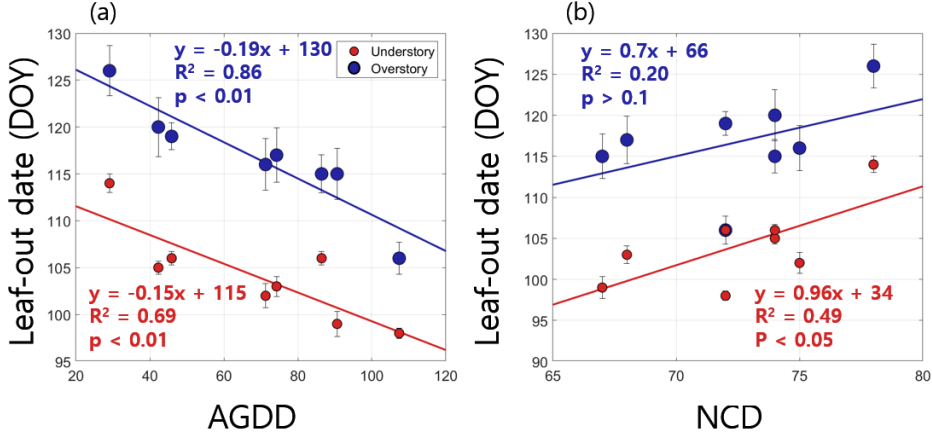 (a)
130
125
120
115
110
105
100
95
20
40
60
80
100
120
Leaf-out date (DOY)
AGDD
y = -0.19x + 130
R² = 0.86
p < 0.01
Understory
Overstory
y = -0.15x + 115
R² = 0.69
p < 0.01
(b)
130
125
120
115
110
105
100
95
90
65
70
75
80
Leaf-out date (DOY)
NCD
y = 0.7x + 66
R² = 0.20
p > 0.1
y = 0.96x + 34
R² = 0.49
P < 0.05